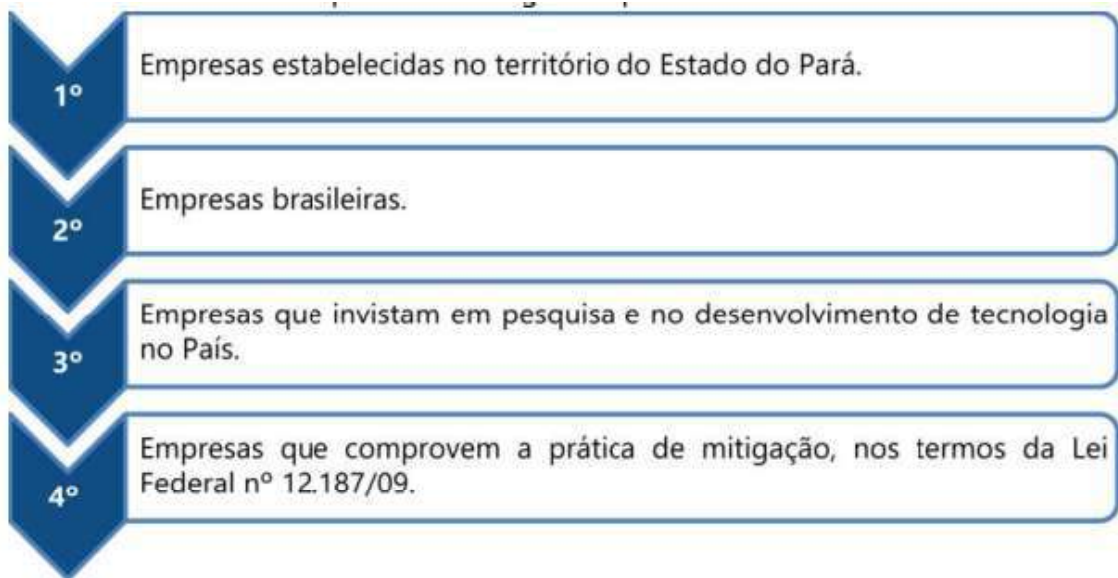 1º
Empresas estabelecidas no território do Estado do Pará.
2º
Empresas brasileiras.
3º
Empresas que invistam em pesquisa e no desenvolvimento de tecnologia
no País.
4º
Empresas que comprovem a prática de mitigação, nos termos da Lei
Federal nº 12.187/09.